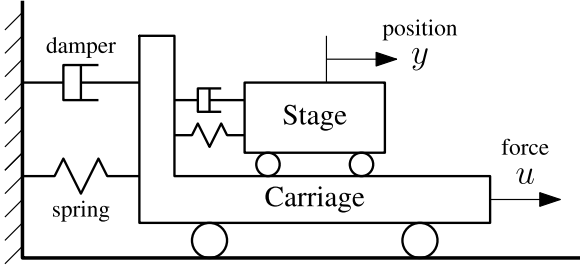 position
y
damper
Stage
force
u
Carriage
spring